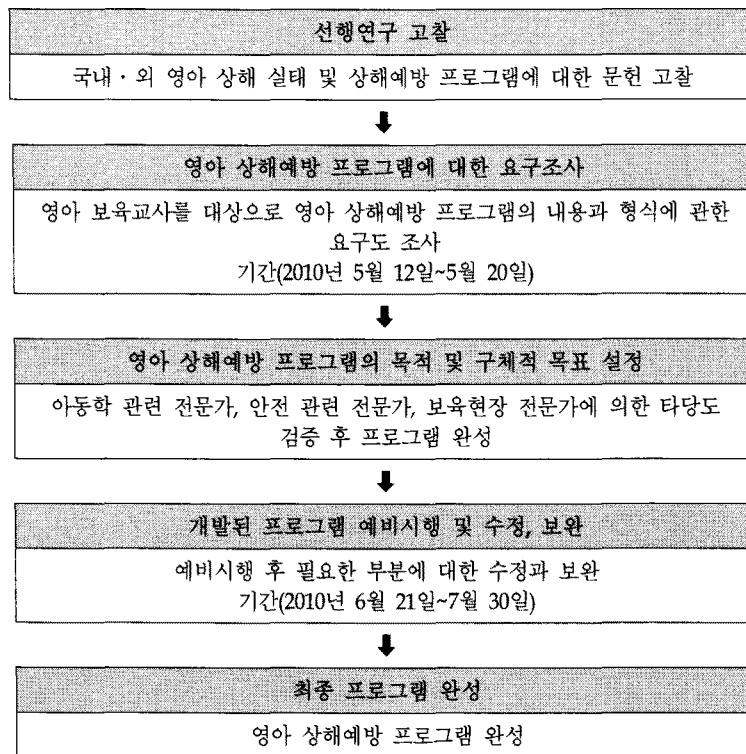 선행연구 고찰
국내·외 영아 상해 실태 및 상해예방 프로그램에 대한 문헌 고찰
영아 상해예방 프로그램에 대한 요구조사
영아 보육교사를 대상으로 영아 상해예방 프로그램의 내용과 형식에 관한
요구도 조사
기간(2010년 5월 12일~5월 20일)
영아 상해예방 프로그램의 목적 및 구체적 목표 설정
아동학 관련 전문가, 안전 관련 전문가, 보육현장 전문가에 의한 타당도
검증 후 프로그램 완성
개발된 프로그램 예비시행 및 수정, 보완
예비시행 후 필요한 부분에 대한 수정과 보완
기간(2010년 6월 21일~7월 30일)
최종 프로그램 완성
영아 상해예방 프로그램 완성